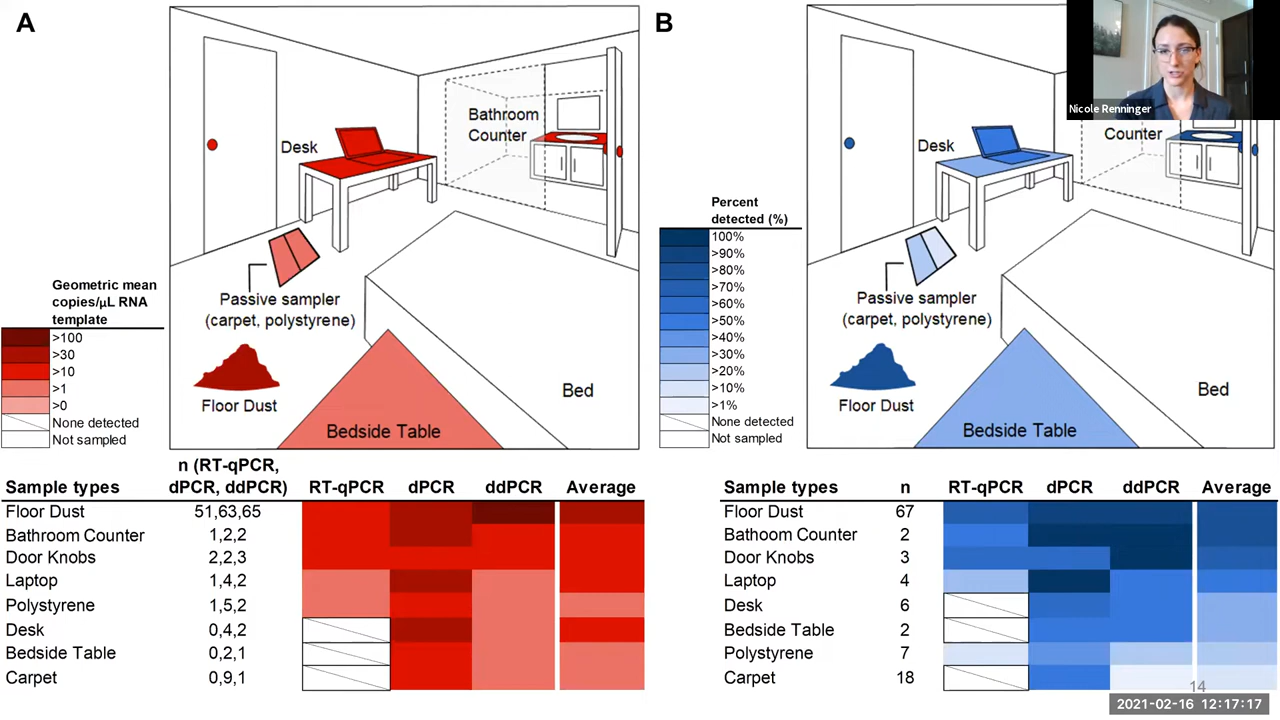 A
Desk
Bathroom
Counter
Passive sampler
(carpet, polystyrene)
Floor Dust
Bedside Table
Bed
Geometric mean
copies/µL RNA
template
>100
>30
>10
>1
>0
None detected
Not sampled
B
Nicole Renninger
Desk
Counter
Passive sampler
(carpet, polystyrene)
Floor Dust
Bedside Table
Bed
Percent
detected (%)
100%
>90%
>80%
>70%
>60%
>50%
>40%
>30%
>20%
>10%
>1%
None detected
Not sampled
n (RT-qPCR,
Sample types dPCR, ddPCR) RT-qPCR dPCR ddPCR Average
Floor Dust 51,63,65
Bathroom Counter 1,2,2
Door Knobs 2,2,3
Laptop 1,4,2
Polystyrene 1,5,2
Desk 0,4,2
Bedside Table 0,2,1
Carpet 0,9,1
Sample types n RT-qPCR dPCR ddPCR Average
Floor Dust 67
Bathoom Counter 2
Door Knobs 3
Laptop 4
Desk 6
Bedside Table 2
Polystyrene 7
Carpet 18
14
2021-02-16 12:17:17